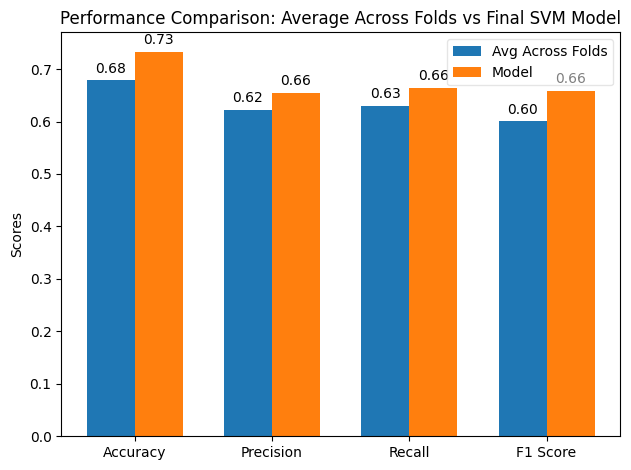 Performance Comparison: Average Across Folds vs Final SVM Model
Avg Across Folds
Model
0.68
0.73
0.62
0.66
0.63
0.66
0.60
0.66
Scores
0.7
0.6
0.5
0.4
0.3
0.2
0.1
0.0
Accuracy
Precision
Recall
F1 Score